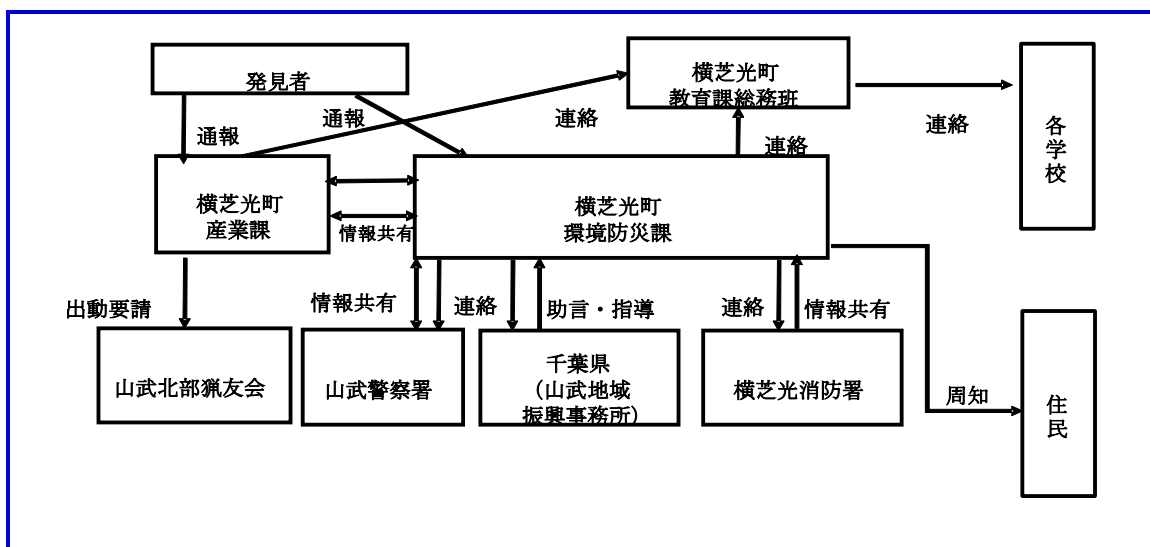 発見者
横芝光町
教育課総務班
各学校
通報
通報
連絡
連絡
連絡
横芝光町
産業課
情報共有
横芝光町
環境防災課
出動要請
情報共有
連絡
助言・指導
連絡
情報共有
山武北部猟友会
山武警察署
千葉県
（山武地域
振興事務所）
横芝光消防署
周知
住民